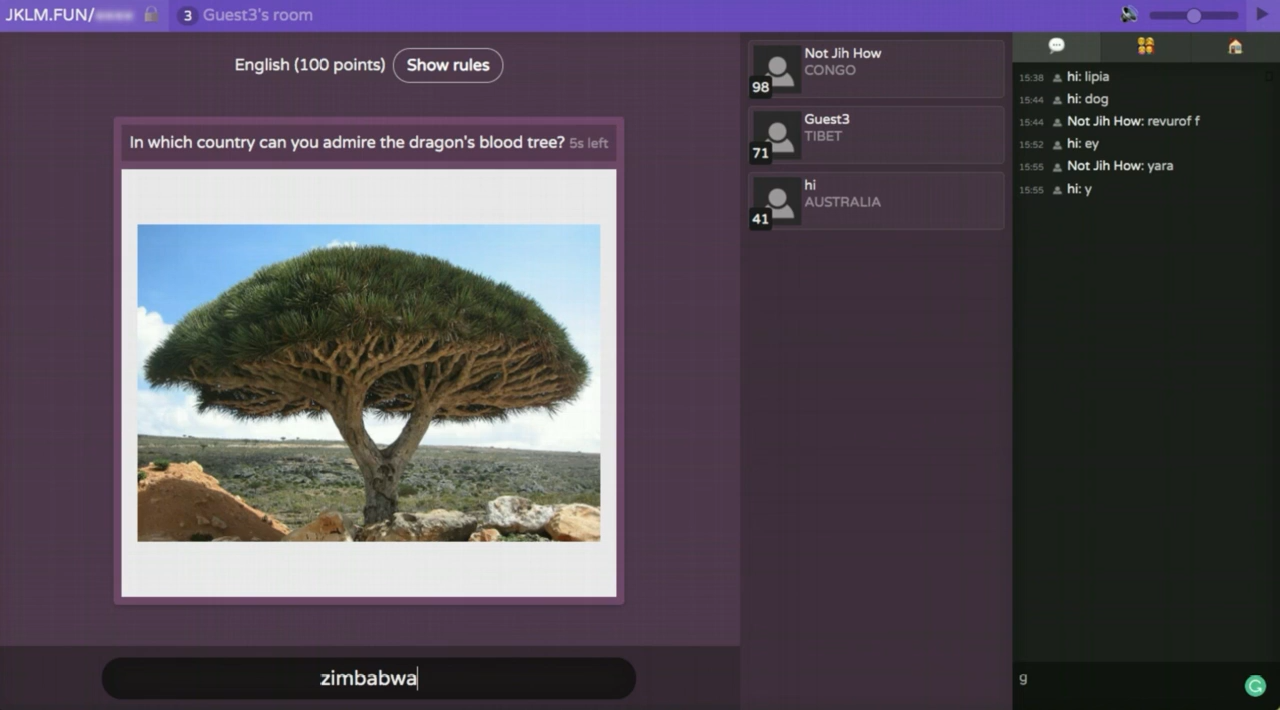 JKLM.FUN/
3 Guest3's room
English (100 points) Show rules
In which country can you admire the dragon's blood tree? 5s left
zimbabwa
Not Jih How
CONGO
98
Guest3
TIBET
71
hi
AUSTRALIA
41
15:38 hi: lipia
15:44 hi: dog
15:44 Not Jih How: revurof f
15:52 hi: ey
15:55 Not Jih How: yara
15:55 hi: y
g